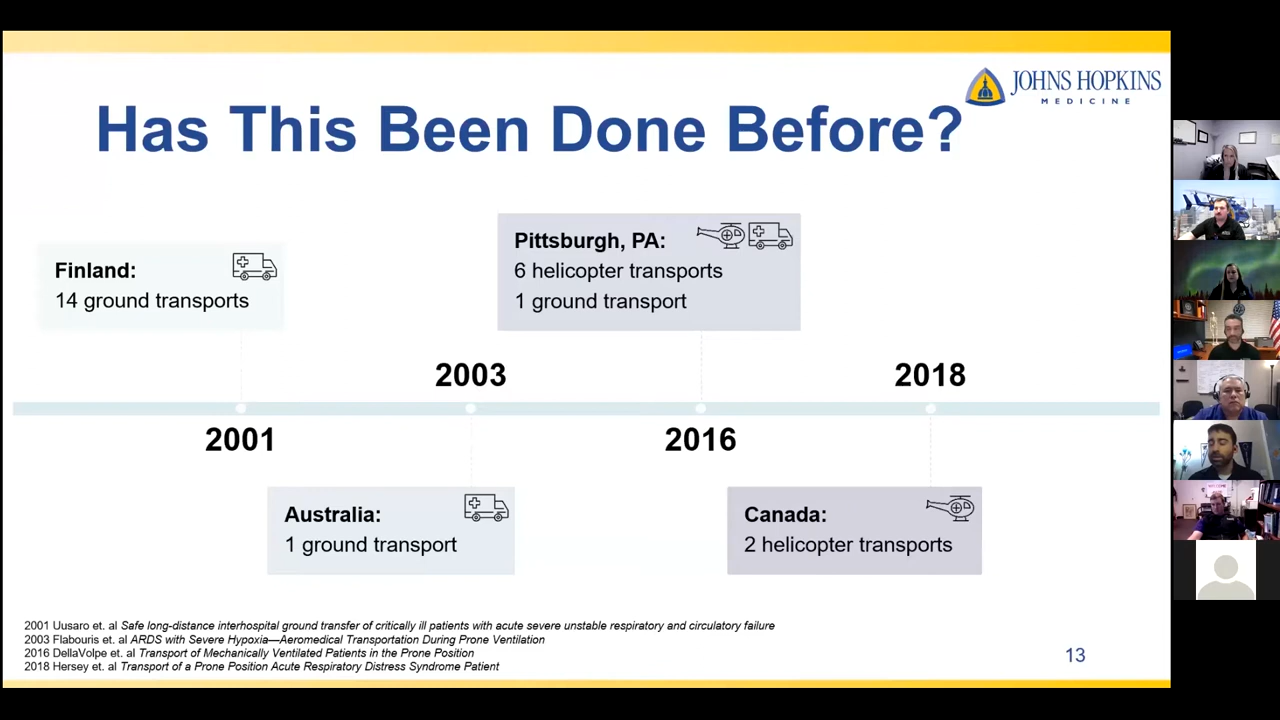 JOHNS HOPKINS
MEDICINE
Has This Been Done Before?
Finland:
14 ground transports
Pittsburgh, PA:
6 helicopter transports
1 ground transport
2003
2018
2001
2016
Australia:
1 ground transport
Canada:
2 helicopter transports
2001 Uusaro et. al Safe long-distance interhospital ground transfer of critically ill patients with acute severe unstable respiratory and circulatory failure
2003 Flabouris et. al ARDS with Severe Hypoxia—Aeromedical Transportation During Prone Ventilation
2016 DellaVolpe et. al Transport of Mechanically Ventilated Patients in the Prone Position
2018 Hersey et. al Transport of a Prone Position Acute Respiratory Distress Syndrome Patient
13